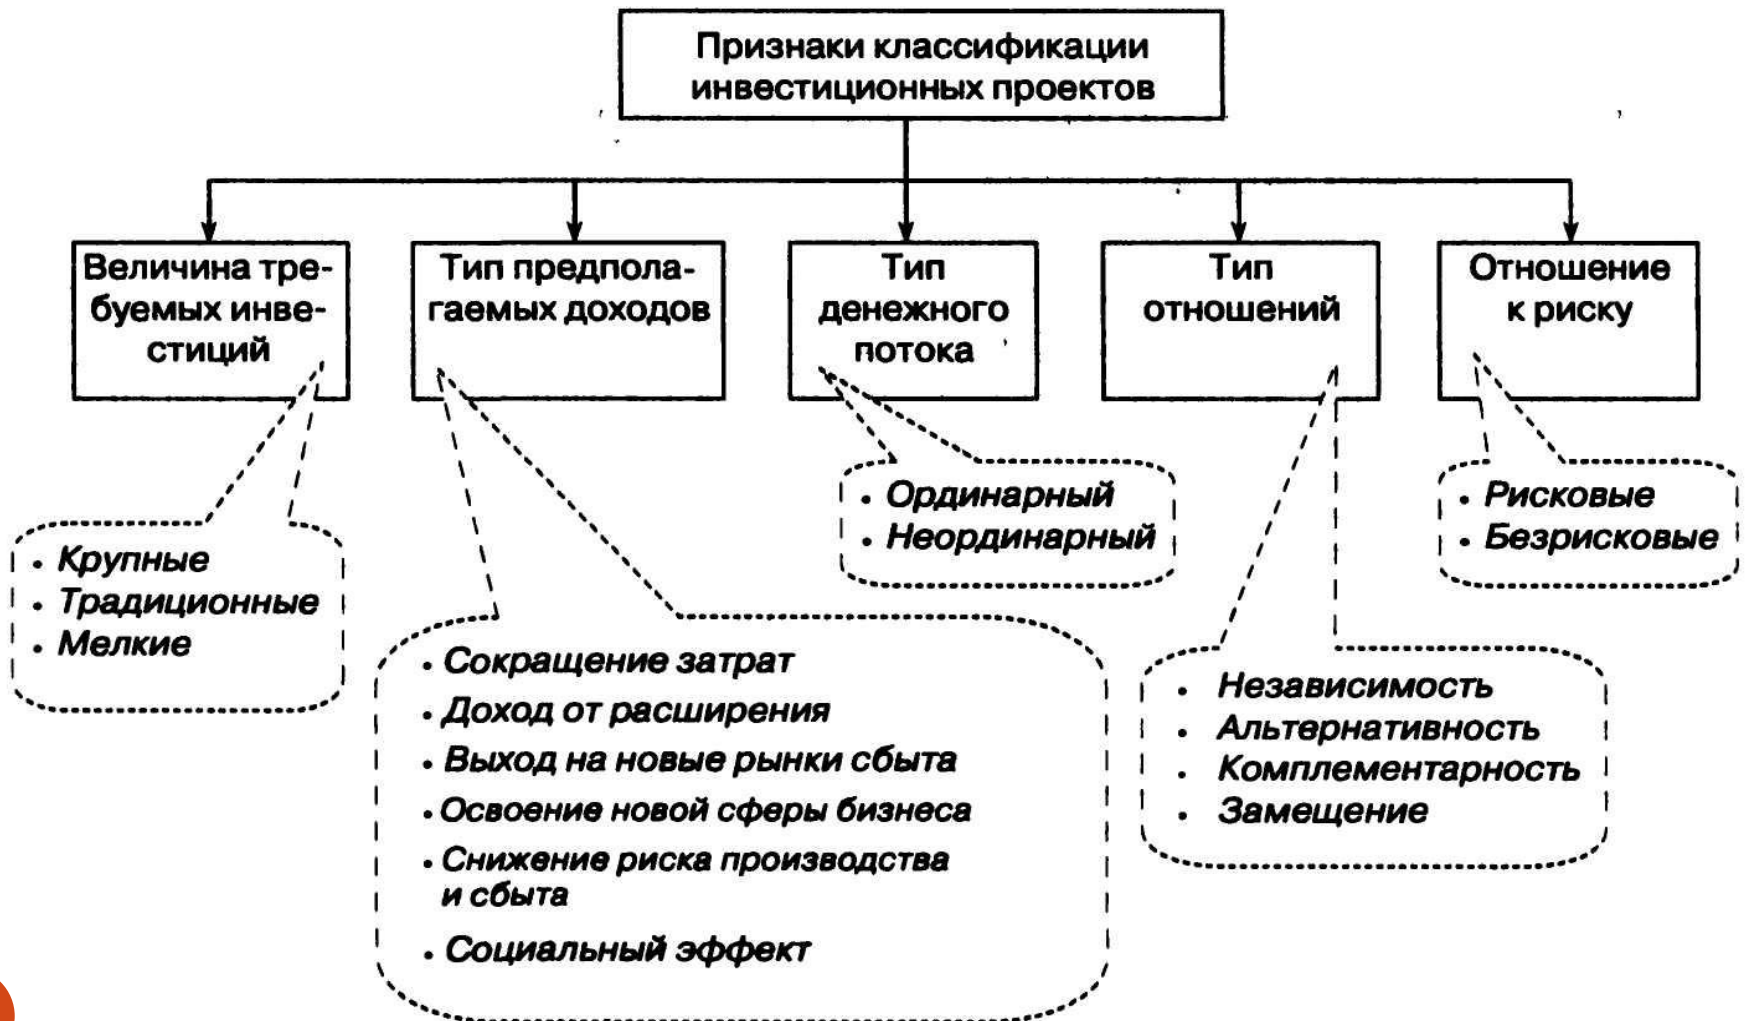 Признаки классификации
инвестиционных проектов
Величина тре-
буемых инве-
стиций
Тип предпола-
гаемых доходов
Тип
денежного
потока
Тип
отношений
Отношение
к риску
• Крупные
• Традиционные
• Мелкие
• Сокращение затрат
• Доход от расширения
• Выход на новые рынки сбыта
• Освоение новой сферы бизнеса
• Снижение риска производства
и сбыта
• Социальный эффект
• Ординарный
• Неординарный
• Независимость
• Альтернативность
• Комплементарность
• Замещение
• Рисковые
• Безрисковые